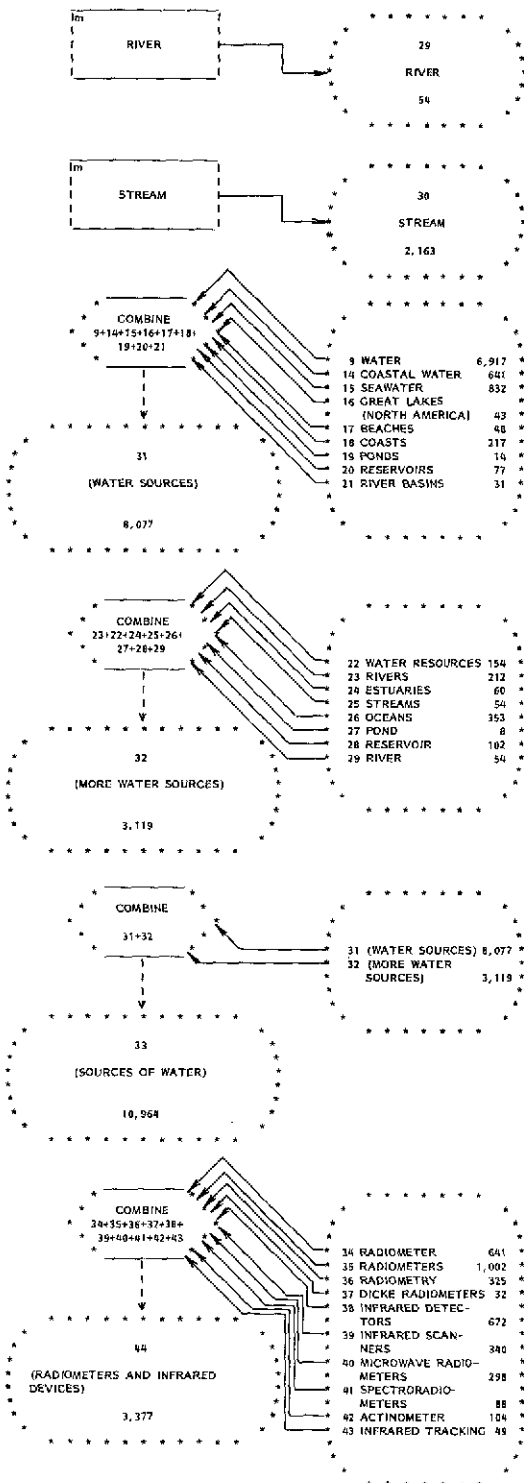 lm
RIVER
29
RIVER
54
lm
STREAM
30
STREAM
2,163
COMBINE
9+14+15+16+17+18+
19+20+21
9 WATER 6,917
14 COASTAL WATER 641
15 SEAWATER 832
16 GREAT LAKES
(NORTH AMERICA) 43
17 BEACHES 48
18 COASTS 217
19 PONDS 14
20 RESERVOIRS 77
21 RIVER BASINS 31
31
(WATER SOURCES)
8,077
COMBINE
23+22+24+25+26+
27+28+29
22 WATER RESOURCES 154
23 RIVERS 212
24 ESTUARIES 60
25 STREAMS 54
26 OCEANS 353
27 POND 8
28 RESERVOIR 102
29 RIVER 54
32
(MORE WATER SOURCES)
3,119
COMBINE
31+32
31 (WATER SOURCES) 8,077
32 (MORE WATER
SOURCES) 3,119
33
(SOURCES OF WATER)
10,964
COMBINE
34+35+36+37+38+
39+40+41+42+43
34 RADIOMETER 641
35 RADIOMETERS 1,002
36 RADIOMETRY 325
37 DICKE RADIOMETERS 32
38 INFRARED DETEC-
TORS 672
39 INFRARED SCAN-
NERS 340
40 MICROWAVE RADIO-
METERS 298
41 SPECTRORADIO-
METERS 88
42 ACTINOMETER 104
43 INFRARED TRACKING 49
44
(RADIOMETERS AND INFRARED
DEVICES)
3,377